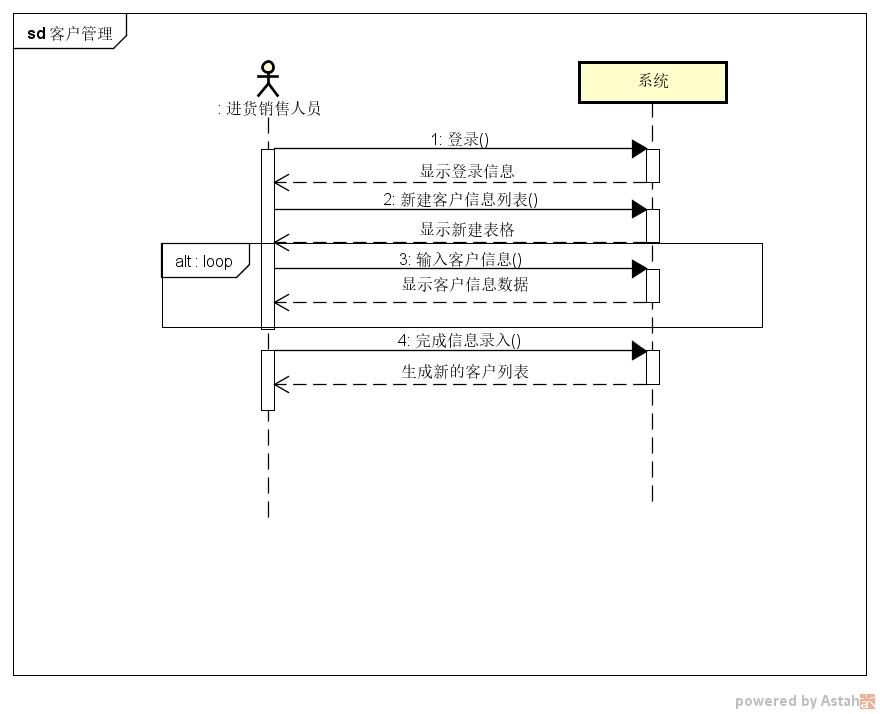 sd 客户管理
: 进货销售人员
系统
1: 登录()
显示登录信息
2: 新建客户信息列表()
显示新建表格
alt : loop
3: 输入客户信息()
显示客户信息数据
4: 完成信息录入()
生成新的客户列表
powered by Astah